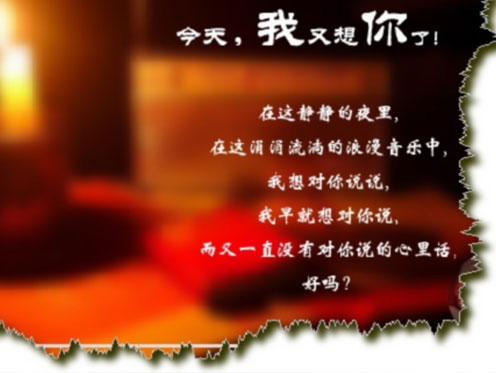 今天，我又想你了！
在这静静的夜里，
在这涓涓流淌的浪漫音乐中，
我想对你说说，
我早就想对你说，
而又一直没有对你说的心里话，
好吗？